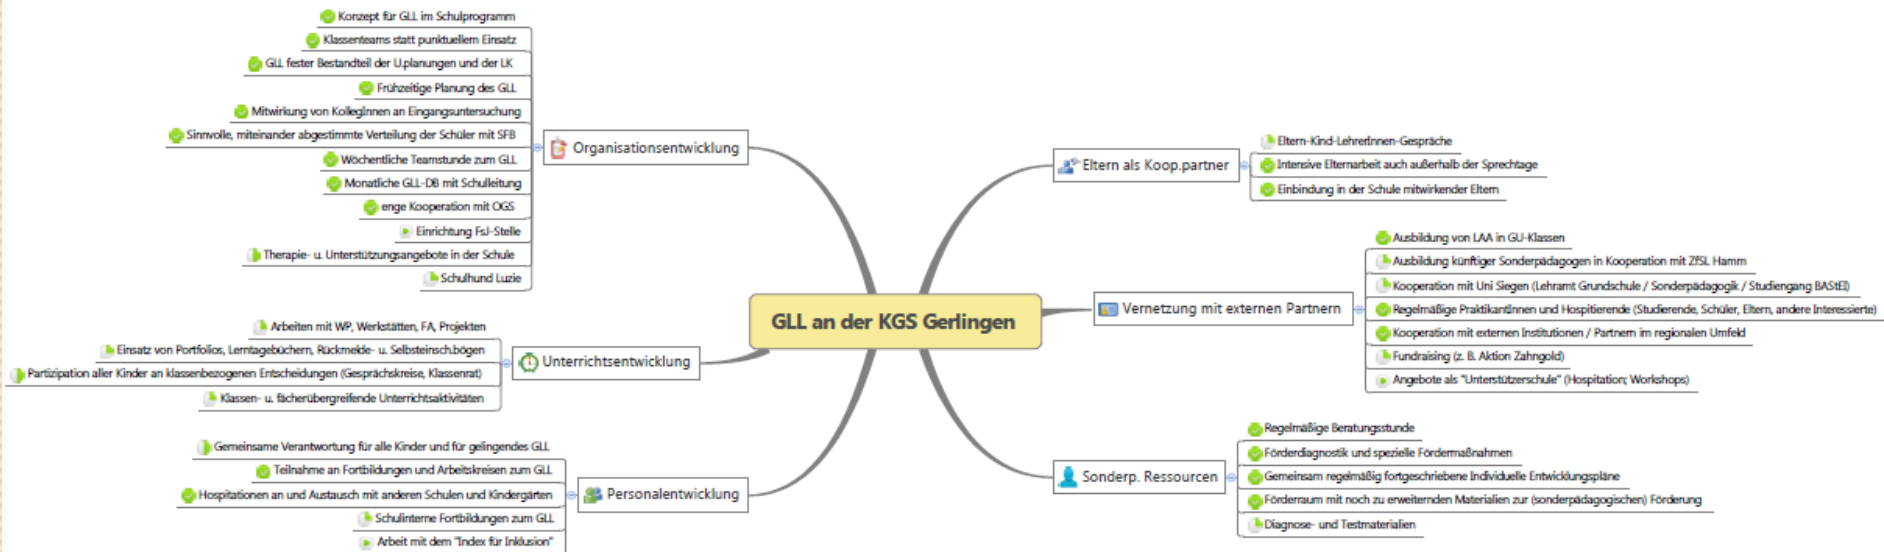 Konzept für GLL im Schulprogramm
Klassenteams statt punktuellem Einsatz
GLL fester Bestandteil der U.planungen und der LK
Frühzeitige Planung des GLL
Mitwirkung von KollegInnen an Eingangsuntersuchung
Sinnvolle, miteinander abgestimmte Verteilung der Schüler mit SFB
Wöchentliche Teamstunde zum GLL
Monatliche GLL-DB mit Schulleitung
enge Kooperation mit OGS
Einrichtung FsJ-Stelle
Therapie- u. Unterstützungsangebote in der Schule
Schulhund Luzie
Organisationsentwicklung
Arbeiten mit WP, Werkstätten, FA, Projekten
Einsatz von Portfolios, Lerntagebüchern, Rückmelde- u. Selbsteinsch.bögen
Partizipation aller Kinder an klassenbezogenen Entscheidungen (Gesprächskreise, Klassenrat)
Klassen- u. fächerübergreifende Unterrichtsaktivitäten
Unterrichtsentwicklung
Gemeinsame Verantwortung für alle Kinder und für gelingendes GLL
Teilnahme an Fortbildungen und Arbeitskreisen zum GLL
Hospitationen an und Austausch mit anderen Schulen und Kindergärten
Schulinterne Fortbildungen zum GLL
Arbeit mit dem "Index für Inklusion"
Personalentwicklung
GLL an der KGS Gerlingen
Eltern als Koop.partner
Eltern-Kind-LehrerInnen-Gespräche
Intensive Elternarbeit auch außerhalb der Sprechtage
Einbindung in der Schule mitwirkender Eltern
Vernetzung mit externen Partnern
Ausbildung von LAA in GU-Klassen
Ausbildung künftiger Sonderpädagogen in Kooperation mit ZfSL Hamm
Kooperation mit Uni Siegen (Lehramt Grundschule / Sonderpädagogik / Studiengang BAStEI)
Regelmäßige PraktikantInnen und Hospitierende (Studierende, Schüler, Eltern, andere Interessierte)
Kooperation mit externen Institutionen / Partnern im regionalen Umfeld
Fundraising (z. B. Aktion Zahngold)
Angebote als "Unterstützerschule" (Hospitation; Workshops)
Sonderp. Ressourcen
Regelmäßige Beratungsstunde
Förderdiagnostik und spezielle Fördermaßnahmen
Gemeinsam regelmäßig fortgeschriebene Individuelle Entwicklungspläne
Förderraum mit noch zu erweiternden Materialien zur (sonderpädagogischen) Förderung
Diagnose- und Testmaterialien